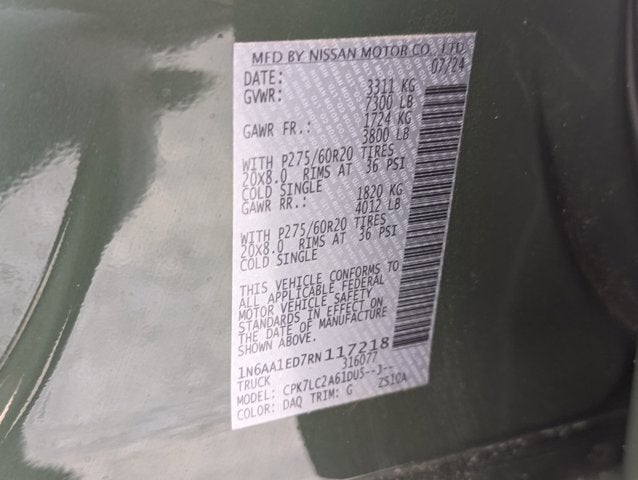 MFD BY NISSAN MOTOR CO., LTD.
DATE: 07/24
GVWR: 3311 KG
7300 LB
GAWR FR.: 1724 KG
3800 LB
WITH P275/60R20 TIRES
20X8.0 RIMS AT 36 PSI
COLD SINGLE
GAWR RR.: 1820 KG
4012 LB
WITH P275/60R20 TIRES
20X8.0 RIMS AT 36 PSI
COLD SINGLE
THIS VEHICLE CONFORMS TO
ALL APPLICABLE FEDERAL
MOTOR VEHICLE SAFETY
STANDARDS IN EFFECT ON
THE DATE OF MANUFACTURE
SHOWN ABOVE.
1N6AA1ED7RN117218
TRUCK 316077
MODEL: CPK7LC2A61DU5--J--
COLOR: DAQ TRIM: G ZS10A